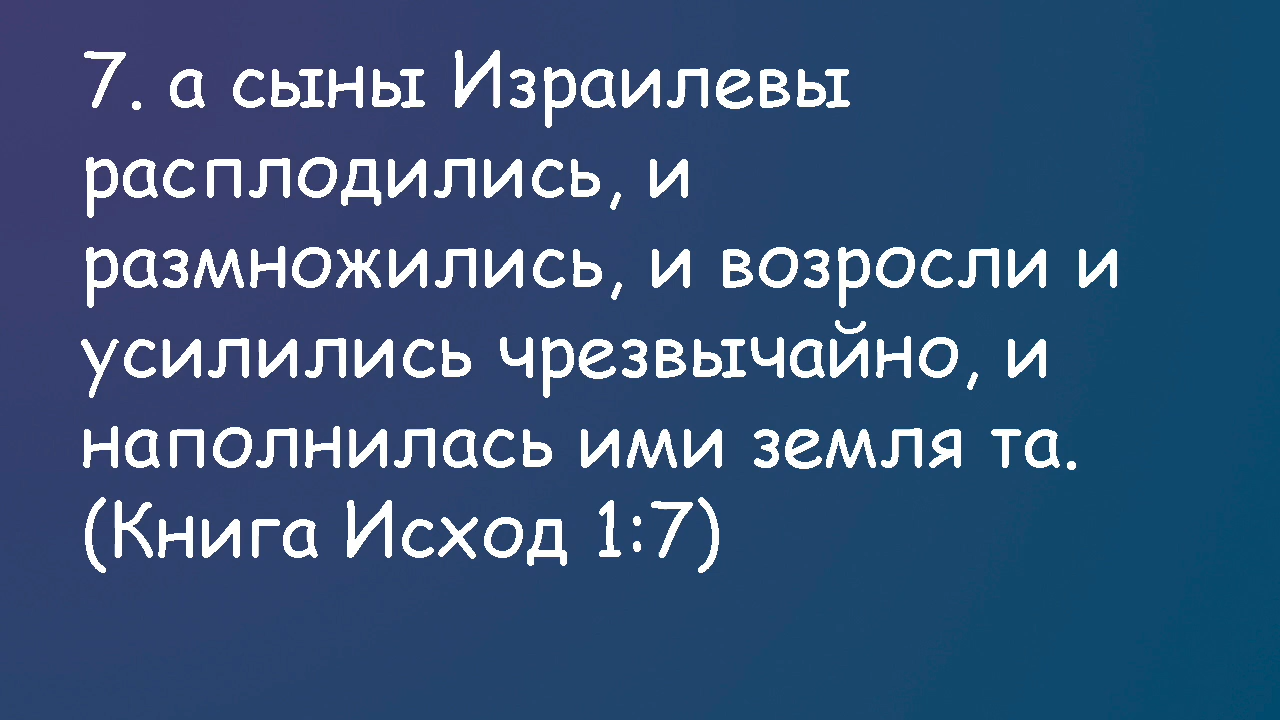 7. а сыны Израилевы
расплодились, и
размножились, и возросли и
усилились чрезвычайно, и
наполнилась ими земля та.
(Книга Исход 1:7)